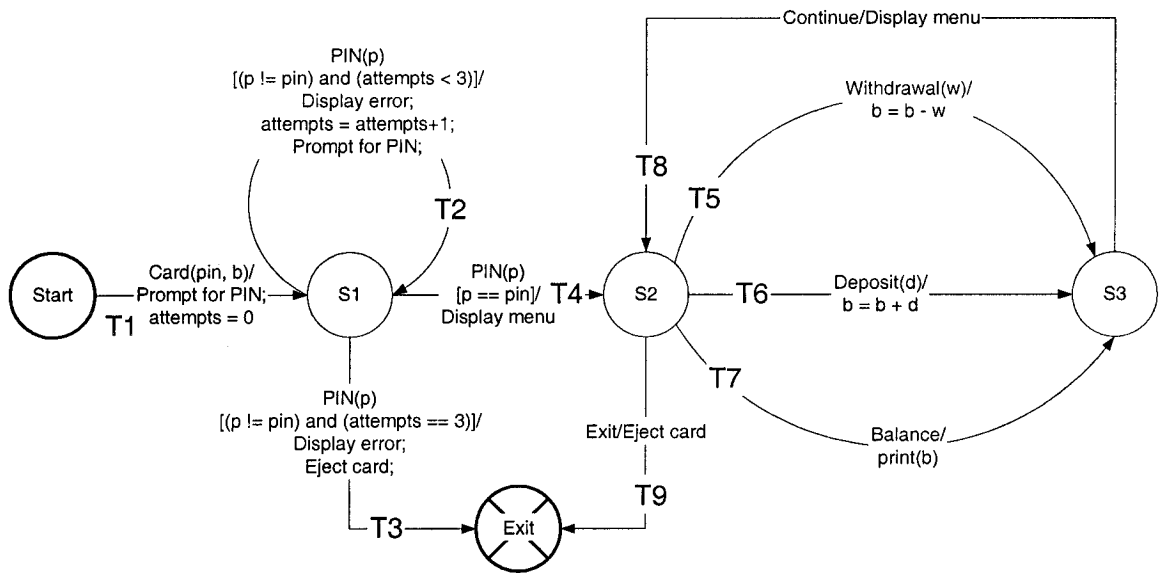 Continue/Display menu
PIN(p)
[(p != pin) and (attempts < 3)]/
Display error;
attempts = attempts+1;
Prompt for PIN;
Withdrawal(w)/
b = b - w
T8
T5
T2
Start
Card(pin, b)/
Prompt for PIN;
attempts = 0
T1
S1
PIN(p)
[p == pin]/
Display menu
T4
S2
T6
Deposit(d)/
b = b + d
S3
T7
PIN(p)
[(p != pin) and (attempts == 3)]/
Display error;
Eject card;
Exit/Eject card
Balance/
print(b)
T9
T3
Exit